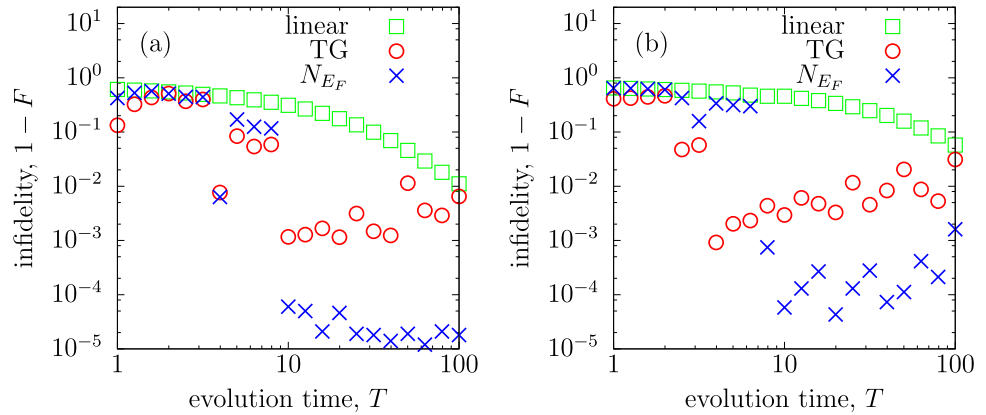 10^1
10^0
10^{-1}
10^{-2}
10^{-3}
10^{-4}
10^{-5}
infidelity, 1 − F
(a)
linear
TG
N_{E_F}
1
10
100
evolution time, T
10^1
10^0
10^{-1}
10^{-2}
10^{-3}
10^{-4}
10^{-5}
infidelity, 1 − F
(b)
linear
TG
N_{E_F}
1
10
100
evolution time, T